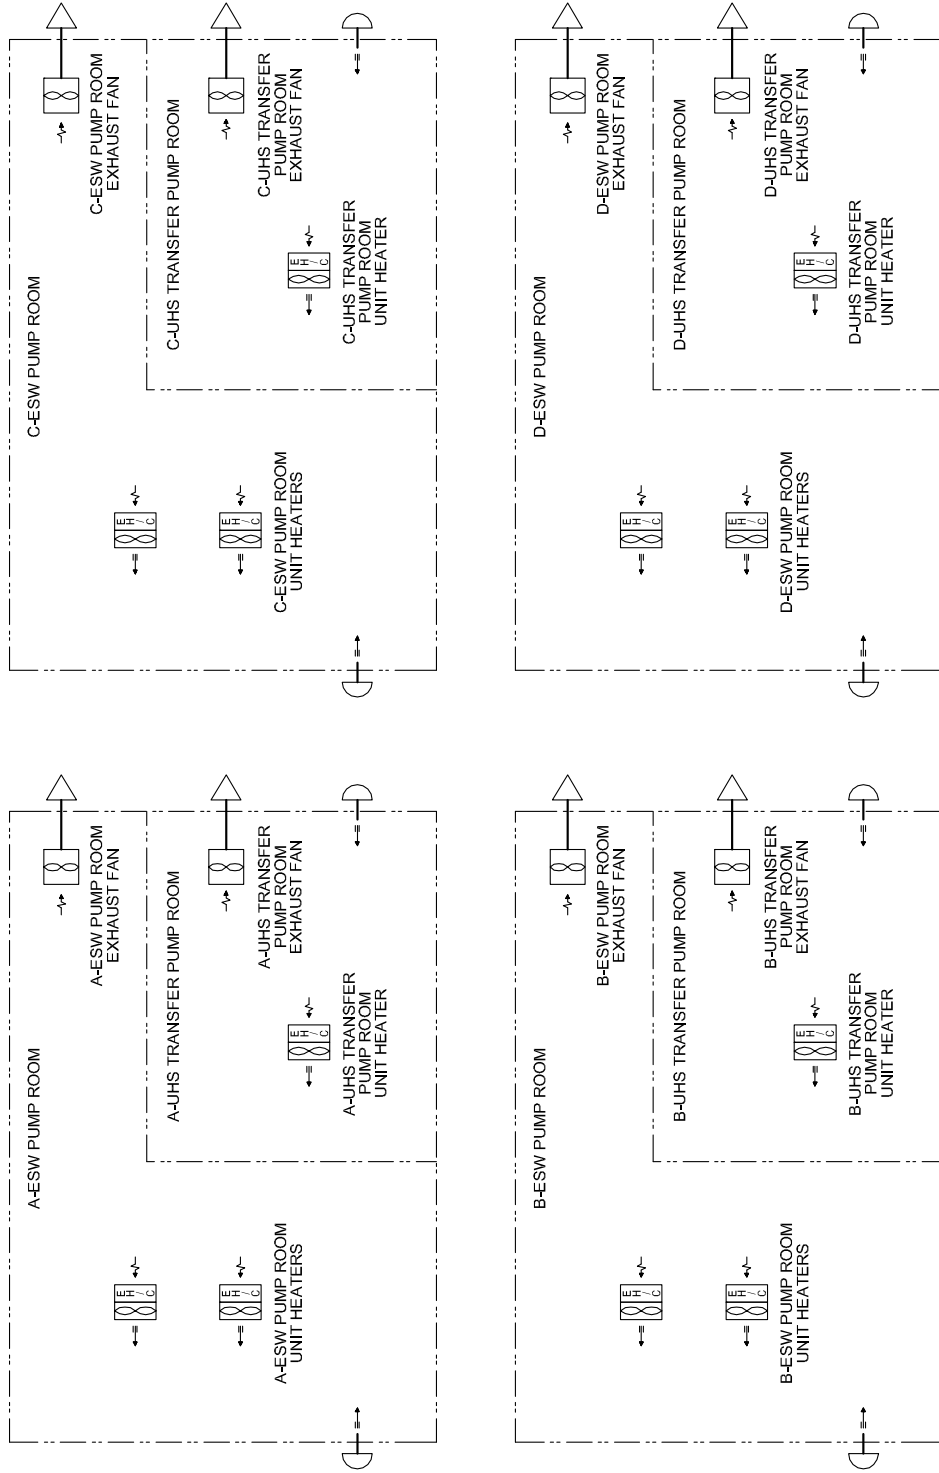 A-ESW PUMP ROOM
A-ESW PUMP ROOM
EXHAUST FAN
A-UHS TRANSFER PUMP ROOM
A-UHS TRANSFER
PUMP ROOM
EXHAUST FAN
E
H
/
C
A-UHS TRANSFER
PUMP ROOM
UNIT HEATER
E
H
/
C
E
H
/
C
A-ESW PUMP ROOM
UNIT HEATERS
C-ESW PUMP ROOM
C-ESW PUMP ROOM
EXHAUST FAN
C-UHS TRANSFER PUMP ROOM
C-UHS TRANSFER
PUMP ROOM
EXHAUST FAN
E
H
/
C
C-UHS TRANSFER
PUMP ROOM
UNIT HEATER
E
H
/
C
E
H
/
C
C-ESW PUMP ROOM
UNIT HEATERS
B-ESW PUMP ROOM
B-ESW PUMP ROOM
EXHAUST FAN
B-UHS TRANSFER PUMP ROOM
B-UHS TRANSFER
PUMP ROOM
EXHAUST FAN
E
H
/
C
B-UHS TRANSFER
PUMP ROOM
UNIT HEATER
E
H
/
C
E
H
/
C
B-ESW PUMP ROOM
UNIT HEATERS
D-ESW PUMP ROOM
D-ESW PUMP ROOM
EXHAUST FAN
D-UHS TRANSFER PUMP ROOM
D-UHS TRANSFER
PUMP ROOM
EXHAUST FAN
E
H
/
C
D-UHS TRANSFER
PUMP ROOM
UNIT HEATER
E
H
/
C
E
H
/
C
D-ESW PUMP ROOM
UNIT HEATERS